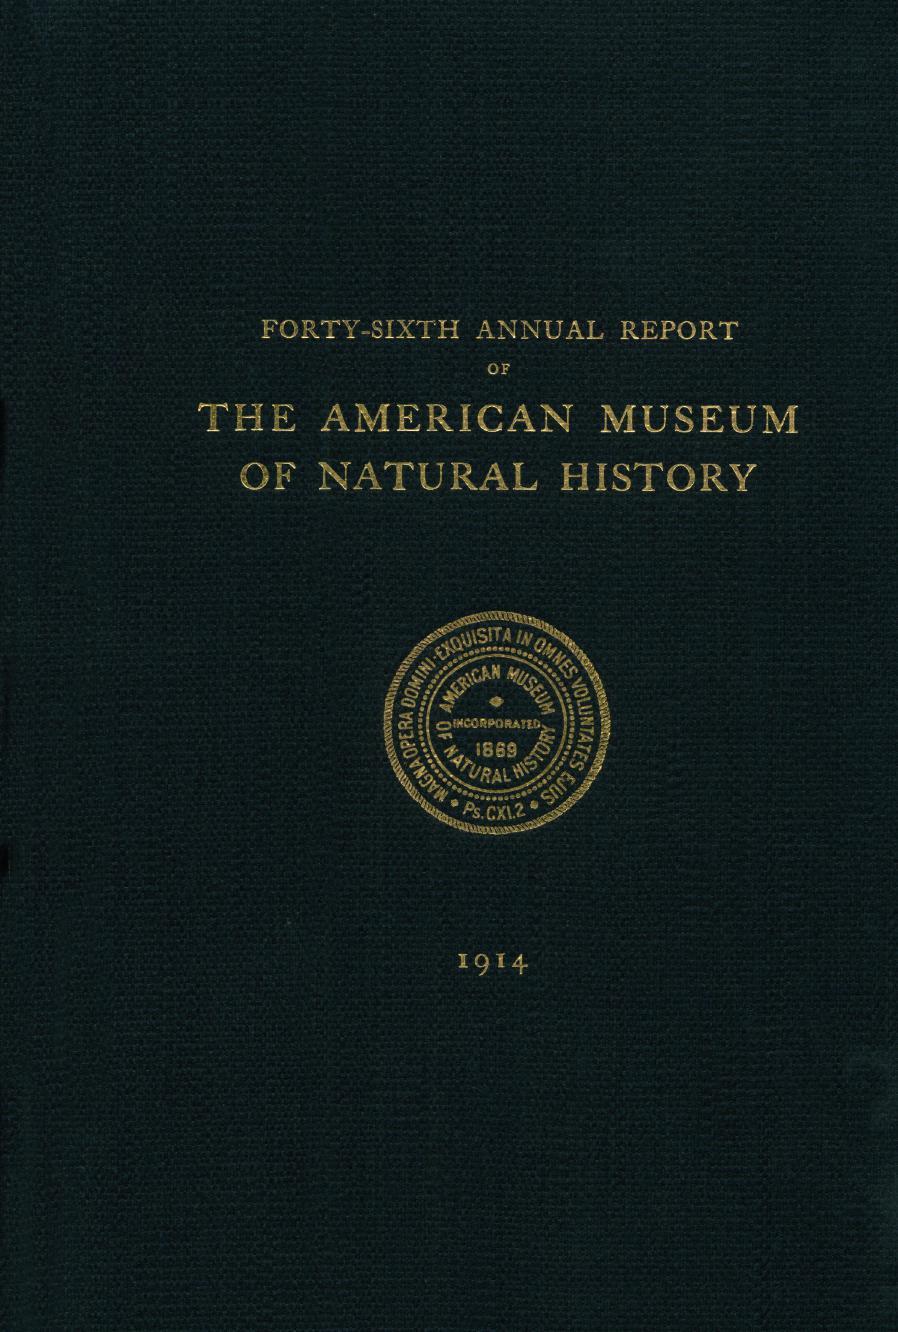 FORTY-SIXTH ANNUAL REPORT
OF
THE AMERICAN MUSEUM
OF NATURAL HISTORY
MAGNA OPERA DOMINI·EXQUISITA IN OMNES VOLUNTATES EJUS
Ps.CXI.2
AMERICAN MUSEUM
INCORPORATED
1869
OF NATURAL HISTORY
1914